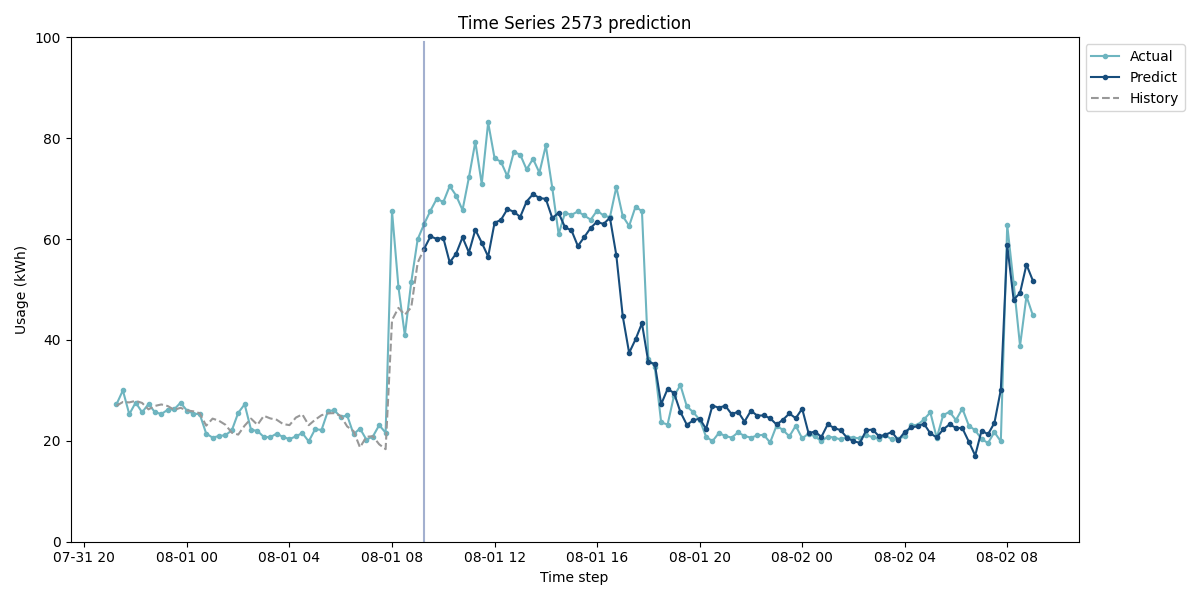 Time Series 2573 prediction
Usage (kWh)
100
80
60
40
20
0
07-31 20
08-01 00
08-01 04
08-01 08
08-01 12
08-01 16
08-01 20
08-02 00
08-02 04
08-02 08
Time step
Actual
Predict
History